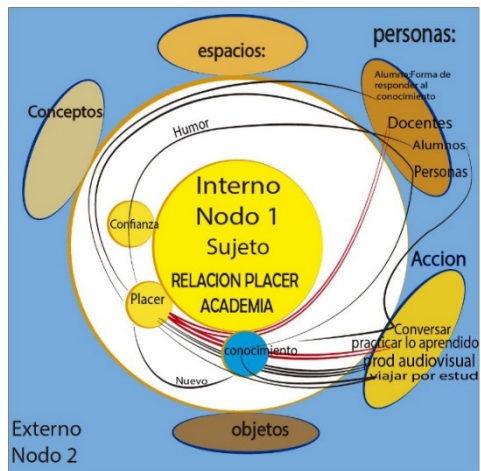 espacios:
personas:
Alumno:Forma de
responder al
conocimiento
Conceptos
Docentes
Humor
Alumnos
Personas
Interno
Nodo 1
Sujeto
Confianza
RELACION PLACER
ACADEMIA
Accion
Placer
Conversar
practicar lo aprendido
conocimiento
prod audiovisual
viajar por estud
Nuevo
Externo
Nodo 2
objetos